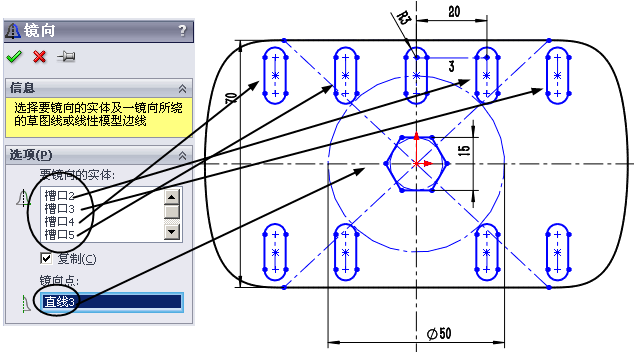 镜向
?
信息
选择要镜向的实体及一镜向所绕
的草图线或线性模型边线
选项(P)
要镜向的实体:
槽口2
槽口3
槽口4
槽口5
复制(C)
镜向点:
直线3
R3
20
3
70
15
Ø50